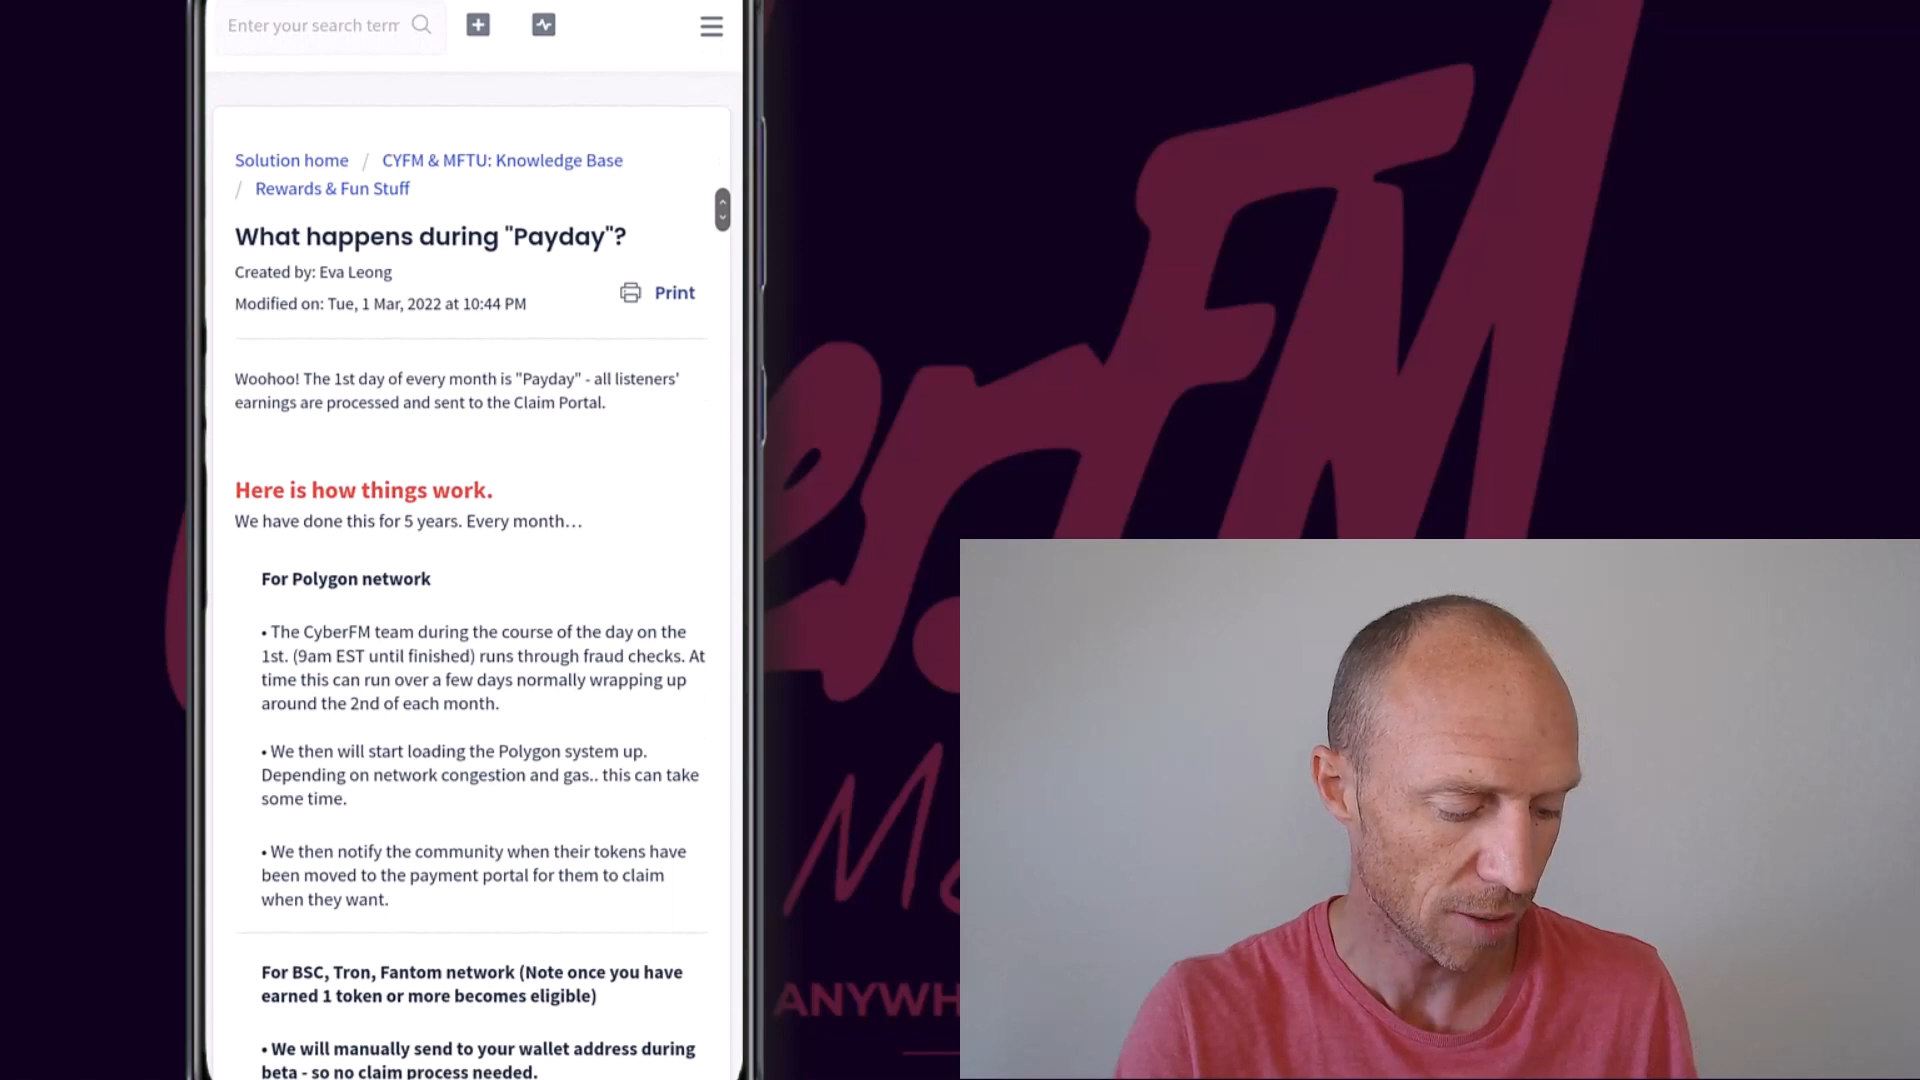 Enter your search term
Solution home / CYFM & MFTU: Knowledge Base
/ Rewards & Fun Stuff
What happens during "Payday"?
Created by: Eva Leong
Print
Modified on: Tue, 1 Mar, 2022 at 10:44 PM
Woohoo! The 1st day of every month is "Payday" - all listeners'
earnings are processed and sent to the Claim Portal.
Here is how things work.
We have done this for 5 years. Every month...
For Polygon network
• The CyberFM team during the course of the day on the
1st. (9am EST until finished) runs through fraud checks. At
time this can run over a few days normally wrapping up
around the 2nd of each month.
• We then will start loading the Polygon system up.
Depending on network congestion and gas.. this can take
some time.
• We then notify the community when their tokens have
been moved to the payment portal for them to claim
when they want.
For BSC, Tron, Fantom network (Note once you have
earned 1 token or more becomes eligible)
• We will manually send to your wallet address during
beta - so no claim process needed.
erFM
ANYWH